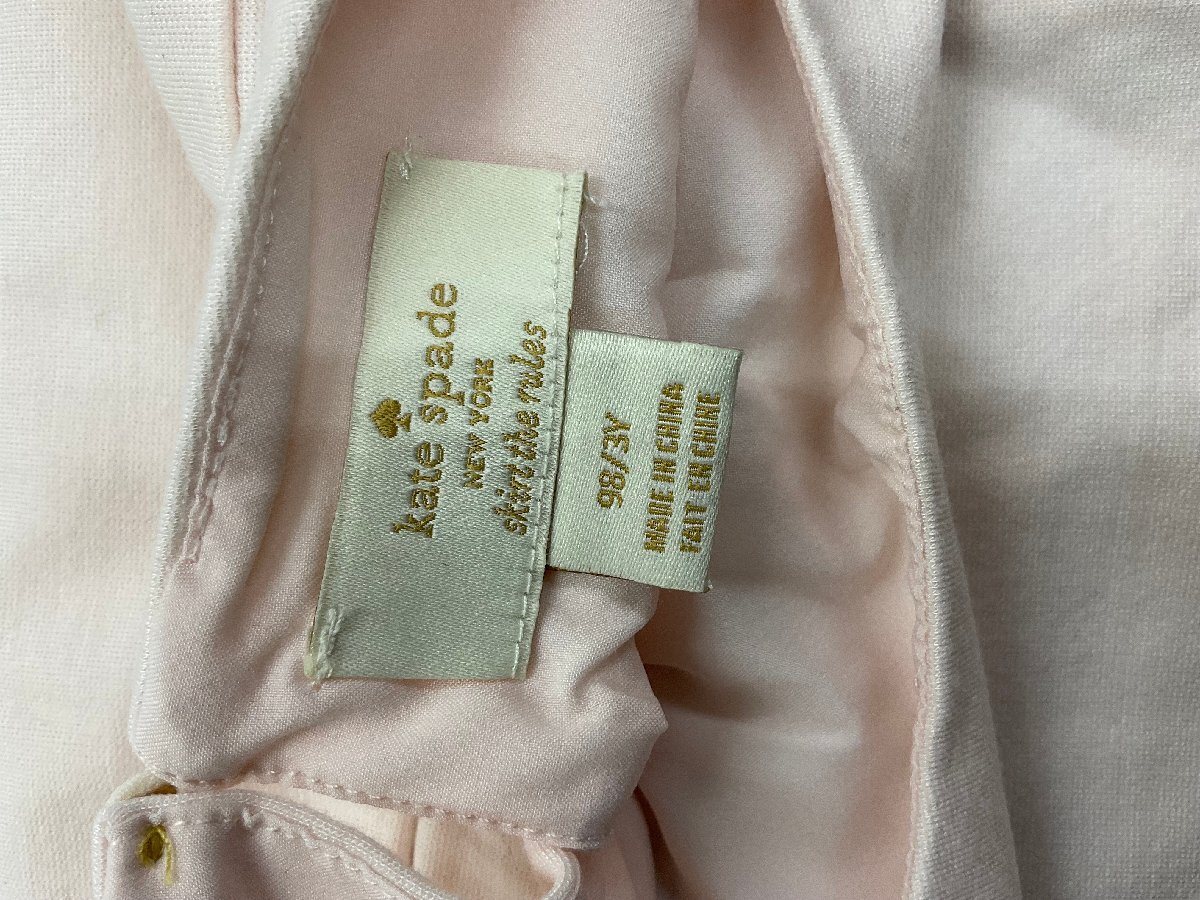 kate spade
NEW YORK
skirt the rules
98/3Y
MADE IN CHINA
FAIT EN CHINE